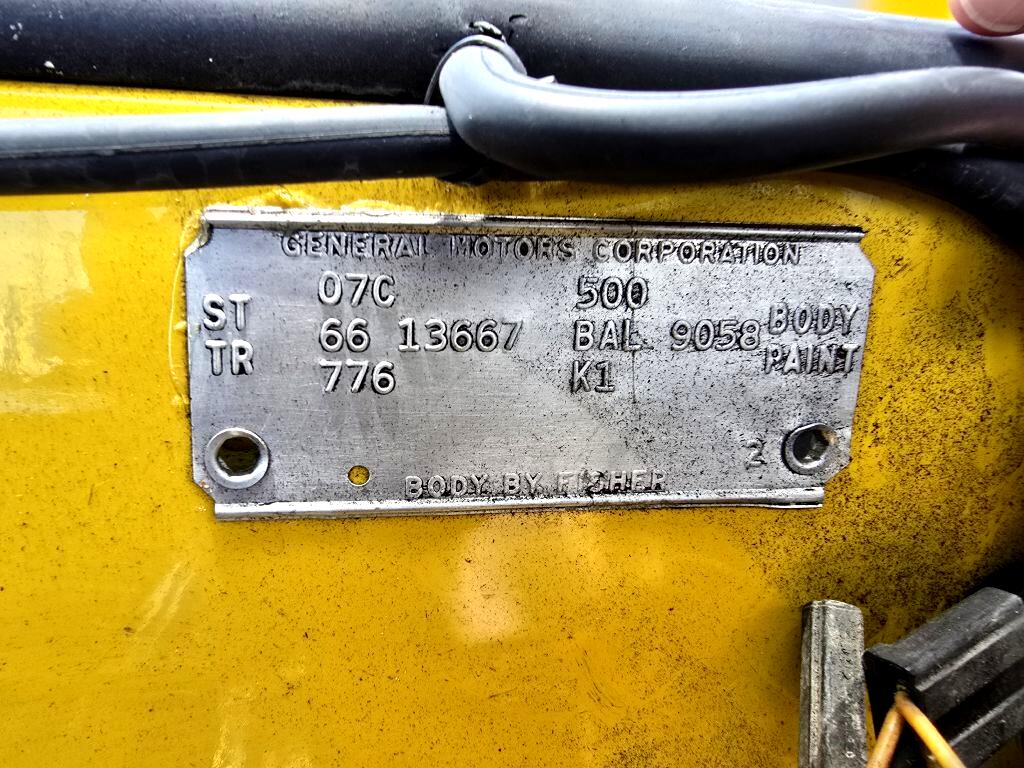 GENERAL MOTORS CORPORATION
07C 500
ST 66 13667 BAL 9058 BODY
TR 776 K1 PAINT
2
BODY BY FISHER